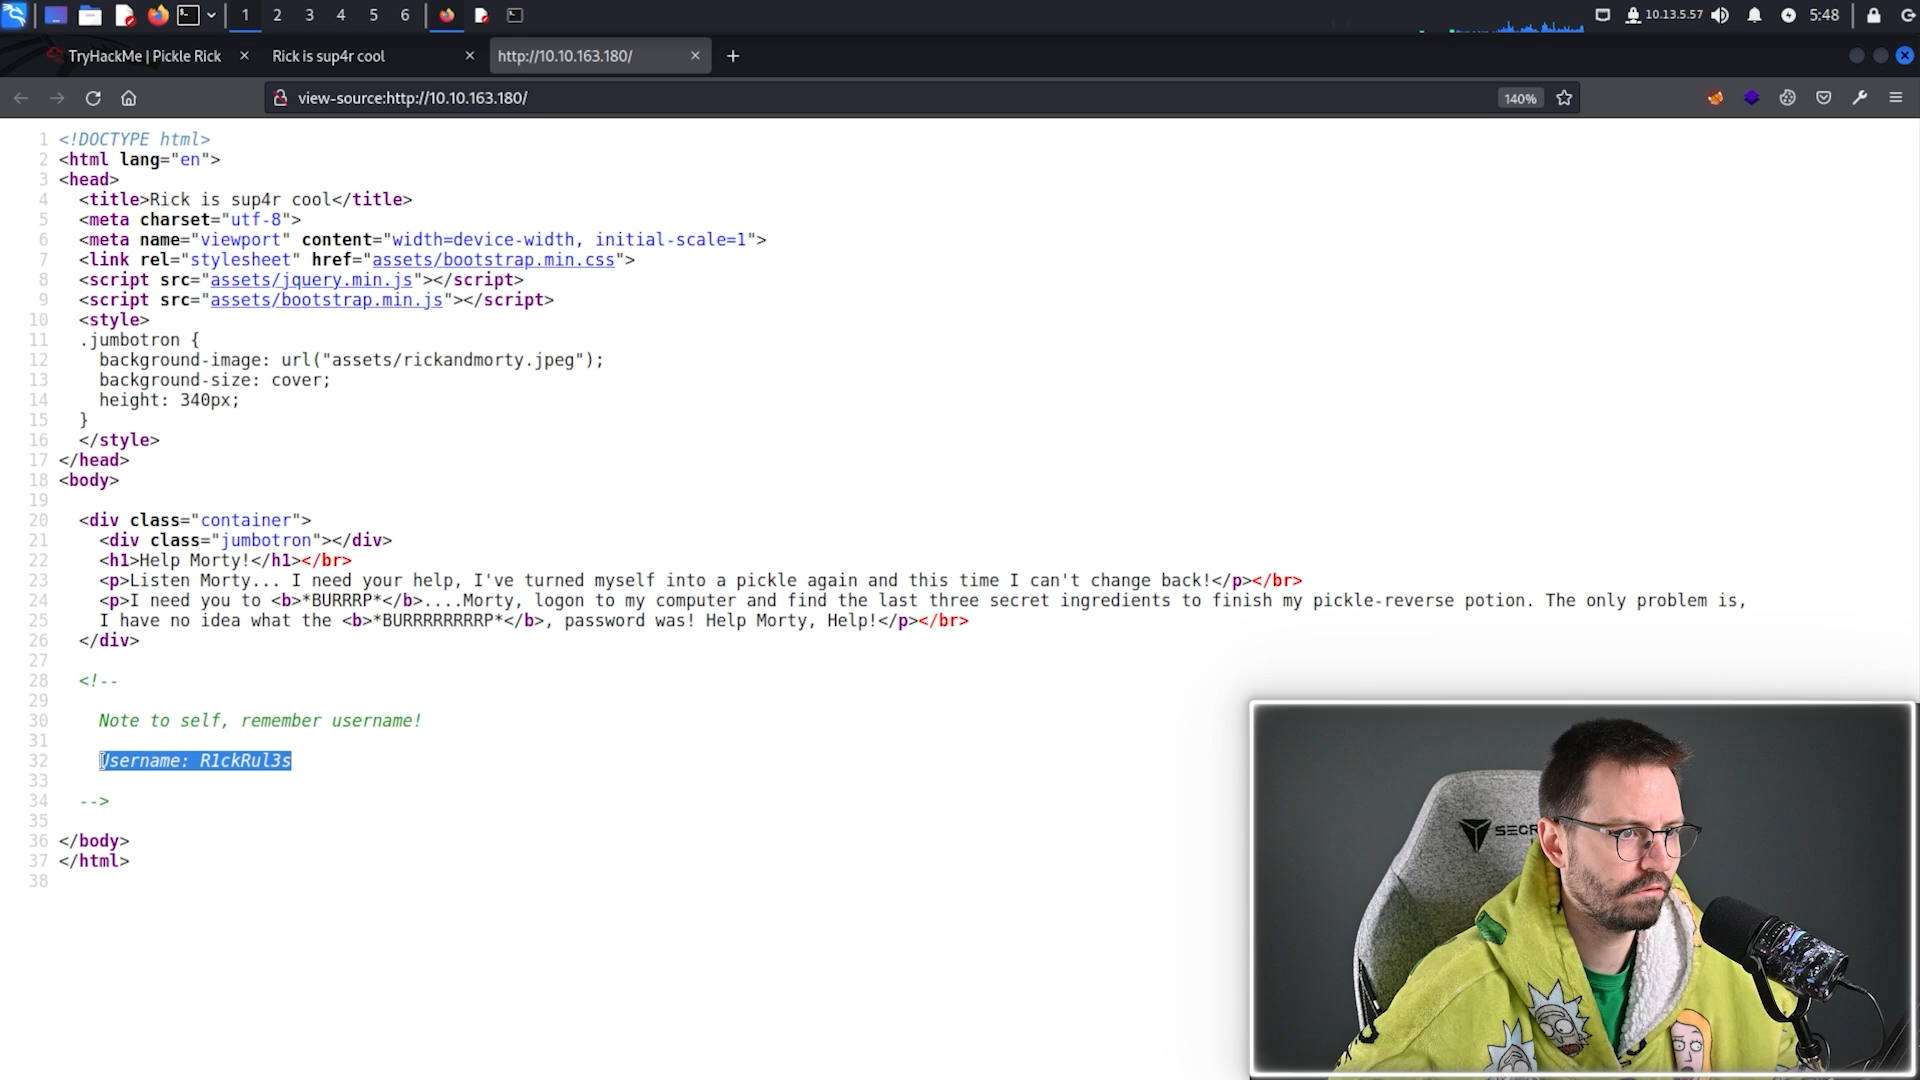 1 2 3 4 5 6 10.13.5.57 5:48
TryHackMe | Pickle Rick Rick is sup4r cool http://10.10.163.180/
view-source:http://10.10.163.180/ 140%
1 <!DOCTYPE html>
2 <html lang="en">
3 <head>
4 <title>Rick is sup4r cool</title>
5 <meta charset="utf-8">
6 <meta name="viewport" content="width=device-width, initial-scale=1">
7 <link rel="stylesheet" href="assets/bootstrap.min.css">
8 <script src="assets/jquery.min.js"></script>
9 <script src="assets/bootstrap.min.js"></script>
10 <style>
11 .jumbotron {
12 background-image: url("assets/rickandmorty.jpeg");
13 background-size: cover;
14 height: 340px;
15 }
16 </style>
17 </head>
18 <body>
19
20 <div class="container">
21 <div class="jumbotron"></div>
22 <h1>Help Morty!</h1></br>
23 <p>Listen Morty... I need your help, I've turned myself into a pickle again and this time I can't change back!</p></br>
24 <p>I need you to <b>*BURRRP*</b>....Morty, logon to my computer and find the last three secret ingredients to finish my pickle-reverse potion. The only problem is,
25 I have no idea what the <b>*BURRRRRRRRP*</b>, password was! Help Morty, Help!</p></br>
26 </div>
27
28 <!--
29
30 Note to self, remember username!
31
32 Username: R1ckRul3s
33
34 -->
35
36 </body>
37 </html>
38
SECR